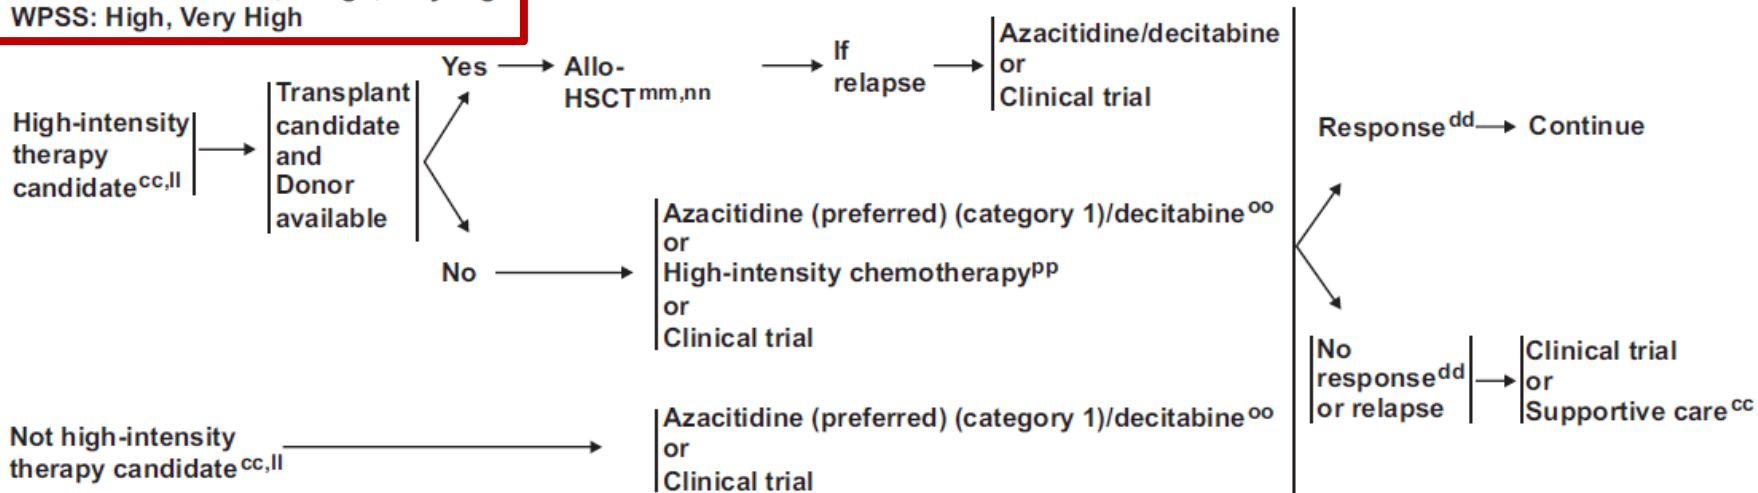 WPSS: High, Very High
Yes
Allo-
HSCT mm,nn
If
relapse
Azacitidine/decitabine
or
Clinical trial
High-intensity
therapy
candidate cc,ll
Transplant
candidate
and
Donor
available
Response dd
Continue
No
Azacitidine (preferred) (category 1)/decitabine oo
or
High-intensity chemotherapy pp
or
Clinical trial
No
response dd
or relapse
Clinical trial
or
Supportive care cc
Not high-intensity
therapy candidate cc,ll
Azacitidine (preferred) (category 1)/decitabine oo
or
Clinical trial